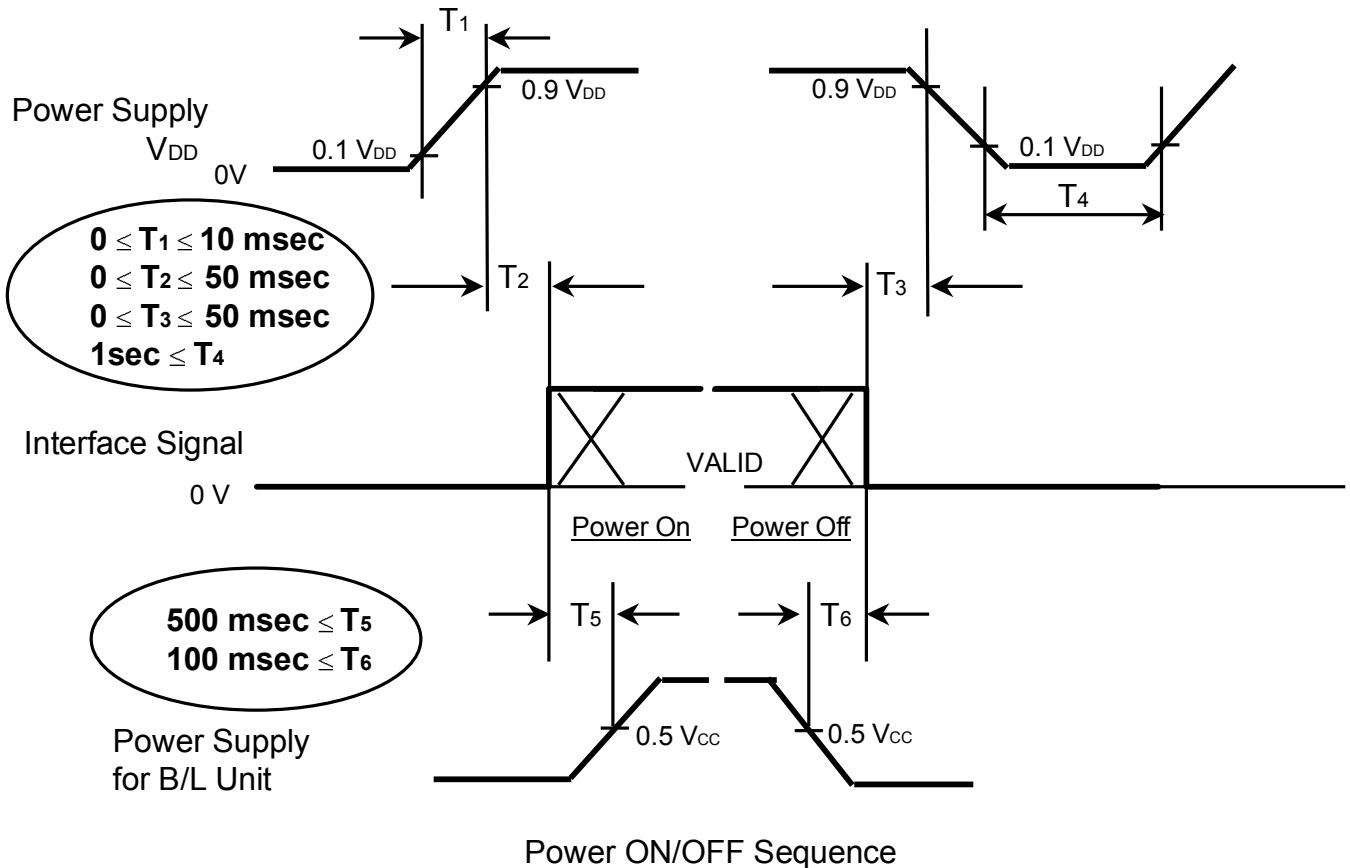 T1
0.9 VDD
0.9 VDD
Power Supply
VDD
0.1 VDD
0.1 VDD
0V
T4
0 ≤ T1 ≤ 10 msec
0 ≤ T2 ≤ 50 msec
0 ≤ T3 ≤ 50 msec
1sec ≤ T4
T2
T3
Interface Signal
VALID
0 V
Power On
Power Off
500 msec ≤ T5
100 msec ≤ T6
T5
T6
0.5 VCC
0.5 VCC
Power Supply
for B/L Unit
Power ON/OFF Sequence